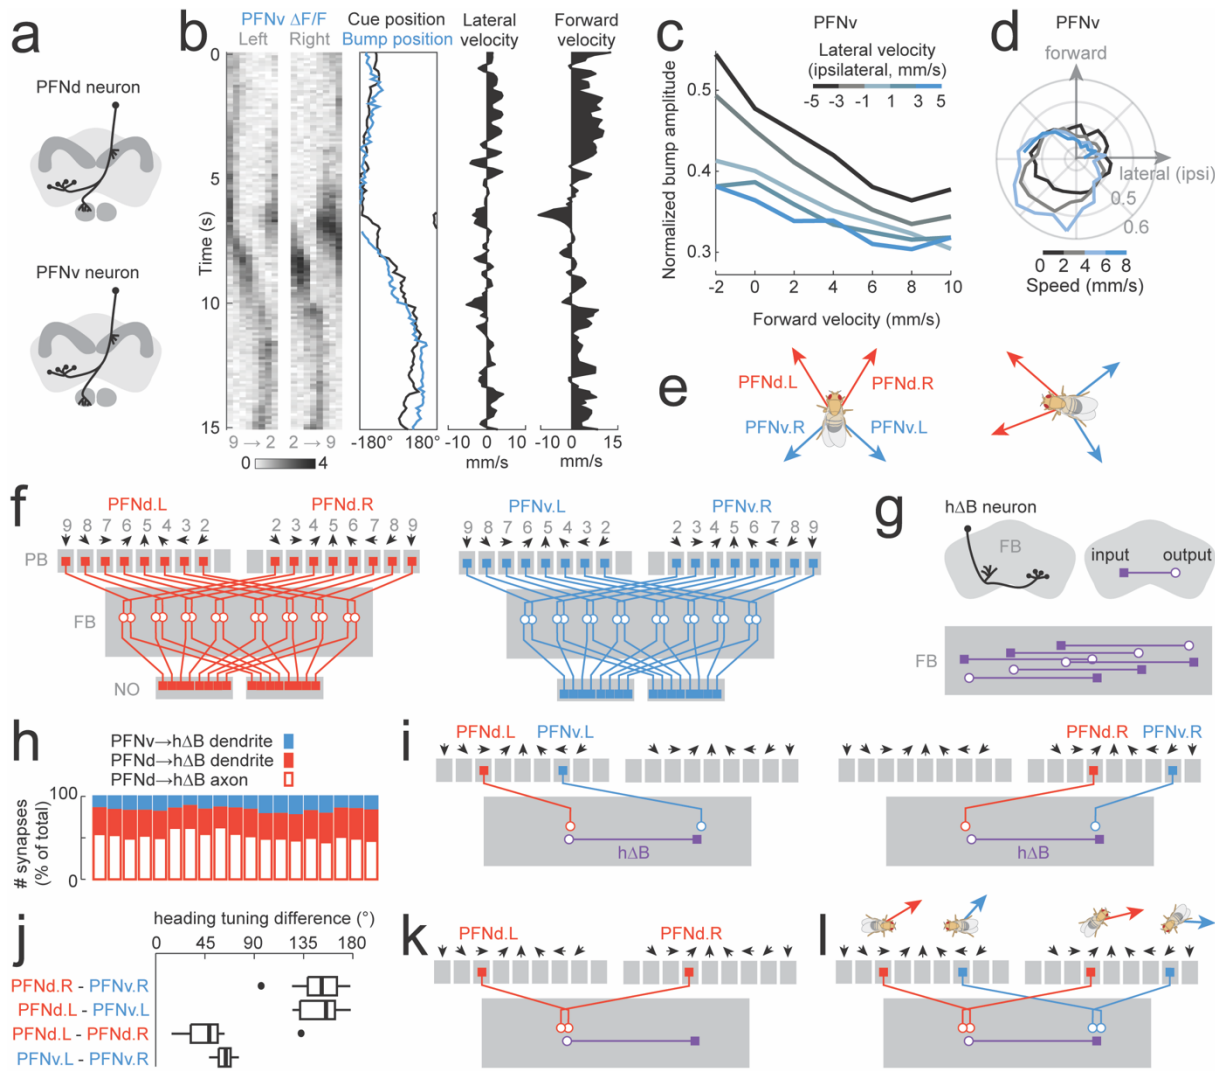 a
PFNd neuron
PFNv neuron
b
PFNv ΔF/F
Left Right
Cue position
Bump position
Lateral
velocity
Forward
velocity
Time (s)
0
5
10
15
9 → 2 2 → 9
0 4
-180° 180°
-10 0 10
mm/s
-10 0 15
mm/s
c
PFNv
Lateral velocity
(ipsilateral, mm/s)
-5 -3 -1 1 3 5
Normalized bump amplitude
0.5
0.4
0.3
-2 0 2 4 6 8 10
Forward velocity (mm/s)
d
PFNv
forward
lateral (ipsi)
0.5
0.6
0 2 4 6 8
Speed (mm/s)
e
PFNd.L PFNd.R
PFNv.R PFNv.L
f
PFNd.L PFNd.R
9 8 7 6 5 4 3 2 2 3 4 5 6 7 8 9
PB
FB
NO
PFNv.L PFNv.R
9 8 7 6 5 4 3 2 2 3 4 5 6 7 8 9
g
hΔB neuron
FB
input output
FB
h
PFNv→hΔB dendrite
PFNd→hΔB dendrite
PFNd→hΔB axon
# synapses
(% of total)
100
0
i
PFNd.L PFNv.L
hΔB
PFNd.R PFNv.R
hΔB
j
heading tuning difference (°)
0 45 90 135 180
PFNd.R - PFNv.R
PFNd.L - PFNv.L
PFNd.L - PFNd.R
PFNv.L - PFNv.R
k
PFNd.L PFNd.R
l